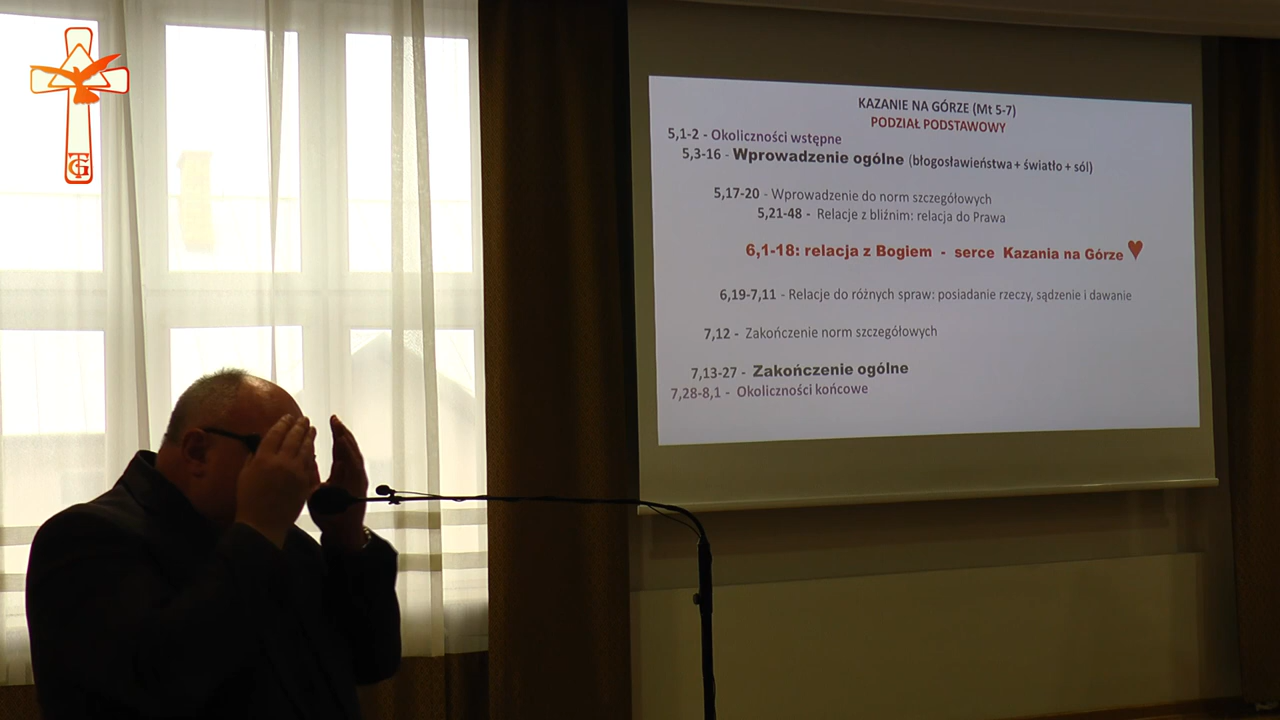 KAZANIE NA GÓRZE (Mt 5-7)
PODZIAŁ PODSTAWOWY
5,1-2 - Okoliczności wstępne
5,3-16 - Wprowadzenie ogólne (błogosławieństwa + światło + sól)
5,17-20 - Wprowadzenie do norm szczegółowych
5,21-48 - Relacje z bliźnim: relacja do Prawa
6,1-18: relacja z Bogiem - serce Kazania na Górze
6,19-7,11 - Relacje do różnych spraw: posiadanie rzeczy, sądzenie i dawanie
7,12 - Zakończenie norm szczegółowych
7,13-27 - Zakończenie ogólne
7,28-8,1 - Okoliczności końcowe